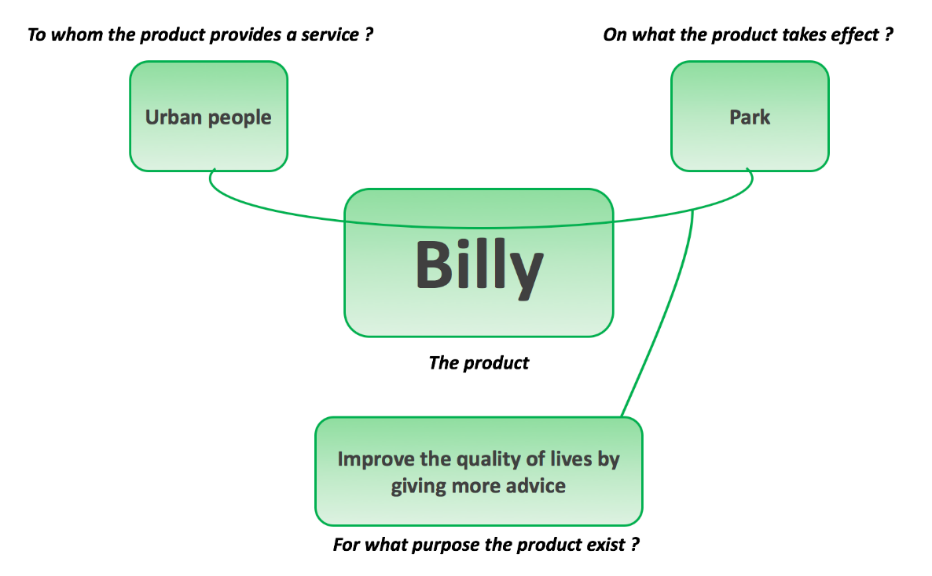 To whom the product provides a service ?
On what the product takes effect ?
Urban people
Park
Billy
The product
Improve the quality of lives by
giving more advice
For what purpose the product exist ?